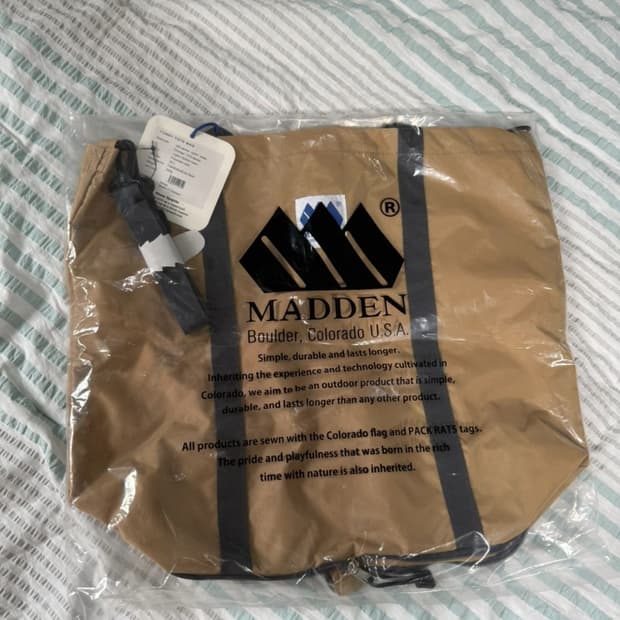 ®
MADDEN
Boulder, Colorado U.S.A.
Simple, durable and lasts longer.
Inheriting the experience and technology cultivated in
Colorado, we aim to be an outdoor product that is simple,
durable, and lasts longer than any other product.
All products are sewn with the Colorado flag and PACK RATS tags.
The pride and playfulness that was born in the rich
time with nature is also inherited.